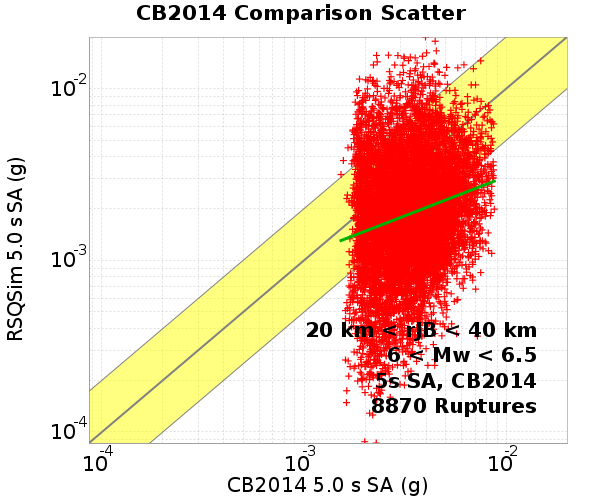 CB2014 Comparison Scatter
RSQSim 5.0 s SA (g)
10-2
10-3
10-4
20 km < rJB < 40 km
6 < Mw < 6.5
5s SA, CB2014
8870 Ruptures
10-4 10-3 10-2
CB2014 5.0 s SA (g)